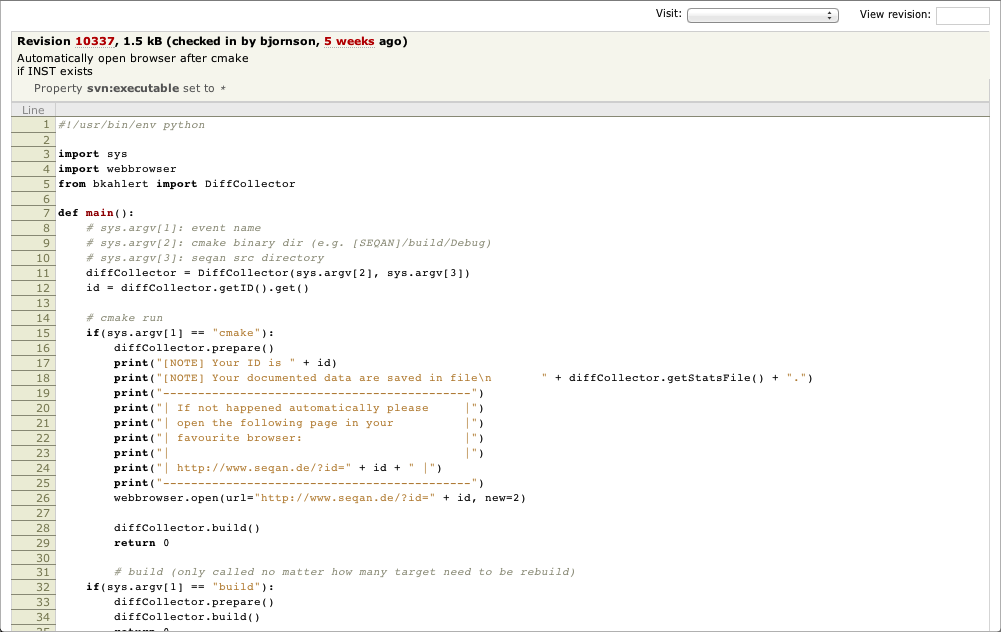 Visit: View revision:
Revision 10337, 1.5 kB (checked in by bjornson, 5 weeks ago)
Automatically open browser after cmake
if INST exists
Property svn:executable set to *
Line
1 #!/usr/bin/env python
2
3 import sys
4 import webbrowser
5 from bkahlert import DiffCollector
6
7 def main():
8     # sys.argv[1]: event name
9     # sys.argv[2]: cmake binary dir (e.g. [SEQAN]/build/Debug)
10     # sys.argv[3]: seqan src directory
11     diffCollector = DiffCollector(sys.argv[2], sys.argv[3])
12     id = diffCollector.getID().get()
13
14     # cmake run
15     if(sys.argv[1] == "cmake"):
16         diffCollector.prepare()
17         print("[NOTE] Your ID is " + id)
18         print("[NOTE] Your documented data are saved in file\n       " + diffCollector.getStatsFile() + ".")
19         print("--------------------------------------------")
20         print("| If not happened automatically please     |")
21         print("| open the following page in your          |")
22         print("| favourite browser:                       |")
23         print("|                                          |")
24         print("| http://www.seqan.de/?id=" + id + " |")
25         print("--------------------------------------------")
26         webbrowser.open(url="http://www.seqan.de/?id=" + id, new=2)
27
28         diffCollector.build()
29         return 0
30
31         # build (only called no matter how many target need to be rebuild)
32     if(sys.argv[1] == "build"):
33         diffCollector.prepare()
34         diffCollector.build()
35         return 0